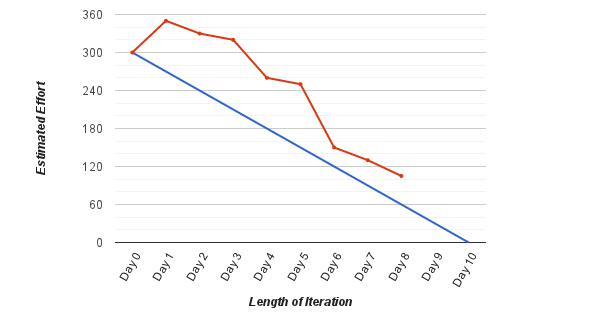 360
300
240
180
120
60
0
Estimated Effort
Day 0
Day 1
Day 2
Day 3
Day 4
Day 5
Day 6
Day 7
Day 8
Day 9
Day 10
Length of Iteration